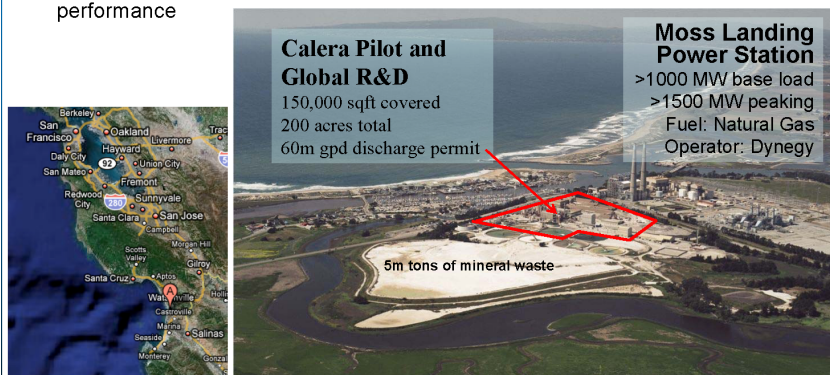 performance
Calera Pilot and
Global R&D
150,000 sqft covered
200 acres total
60m gpd discharge permit
Moss Landing
Power Station
>1000 MW base load
>1500 MW peaking
Fuel: Natural Gas
Operator: Dynegy
5m tons of mineral waste
Berkeley
San
Francisco
Oakland
Trac
Livermore
Daly City
Hayward
92
Union City
San Mateo
Fremont
Redwood
City
280
Sunnyvale
Santa Clara
San Jose
Campbell
Scotts
Valley
Morgan Hill
Gilroy
Santa Cruz
Aptos
A
Castroville
Marina
Salinas
Seaside
Monterey
Gonzal